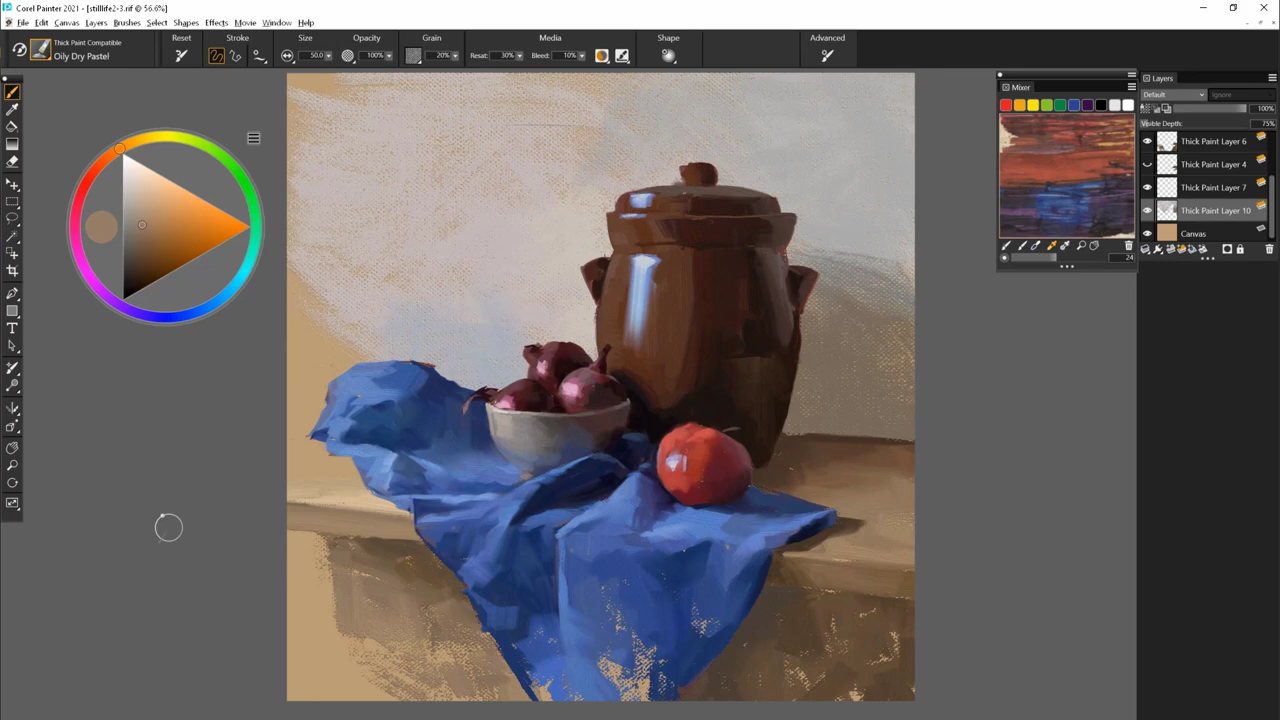 Corel Painter 2021 - [stilllife2-3.rif @ 56.6%]
File Edit Canvas Layers Brushes Select Shapes Effects Movie Window Help
Thick Paint Compatible
Oily Dry Pastel
Reset Stroke Size Opacity Grain Media Shape Advanced
50.0 100% 20% Resat: 30% Bleed: 10%
Mixer
24
Layers
Default Ignore
100%
Visible Depth: 75%
Thick Paint Layer 6
Thick Paint Layer 4
Thick Paint Layer 7
Thick Paint Layer 10
Canvas
T